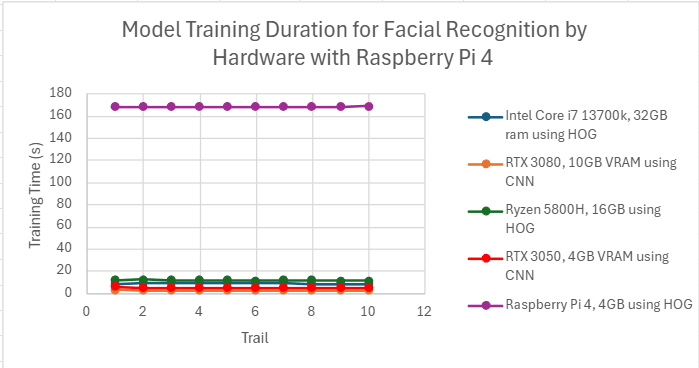 Model Training Duration for Facial Recognition by
Hardware with Raspberry Pi 4
180
160
140
120
100
80
60
40
20
0
Training Time (s)
0 2 4 6 8 10 12
Trail
Intel Core i7 13700k, 32GB
ram using HOG
RTX 3080, 10GB VRAM using
CNN
Ryzen 5800H, 16GB using
HOG
RTX 3050, 4GB VRAM using
CNN
Raspberry Pi 4, 4GB using HOG